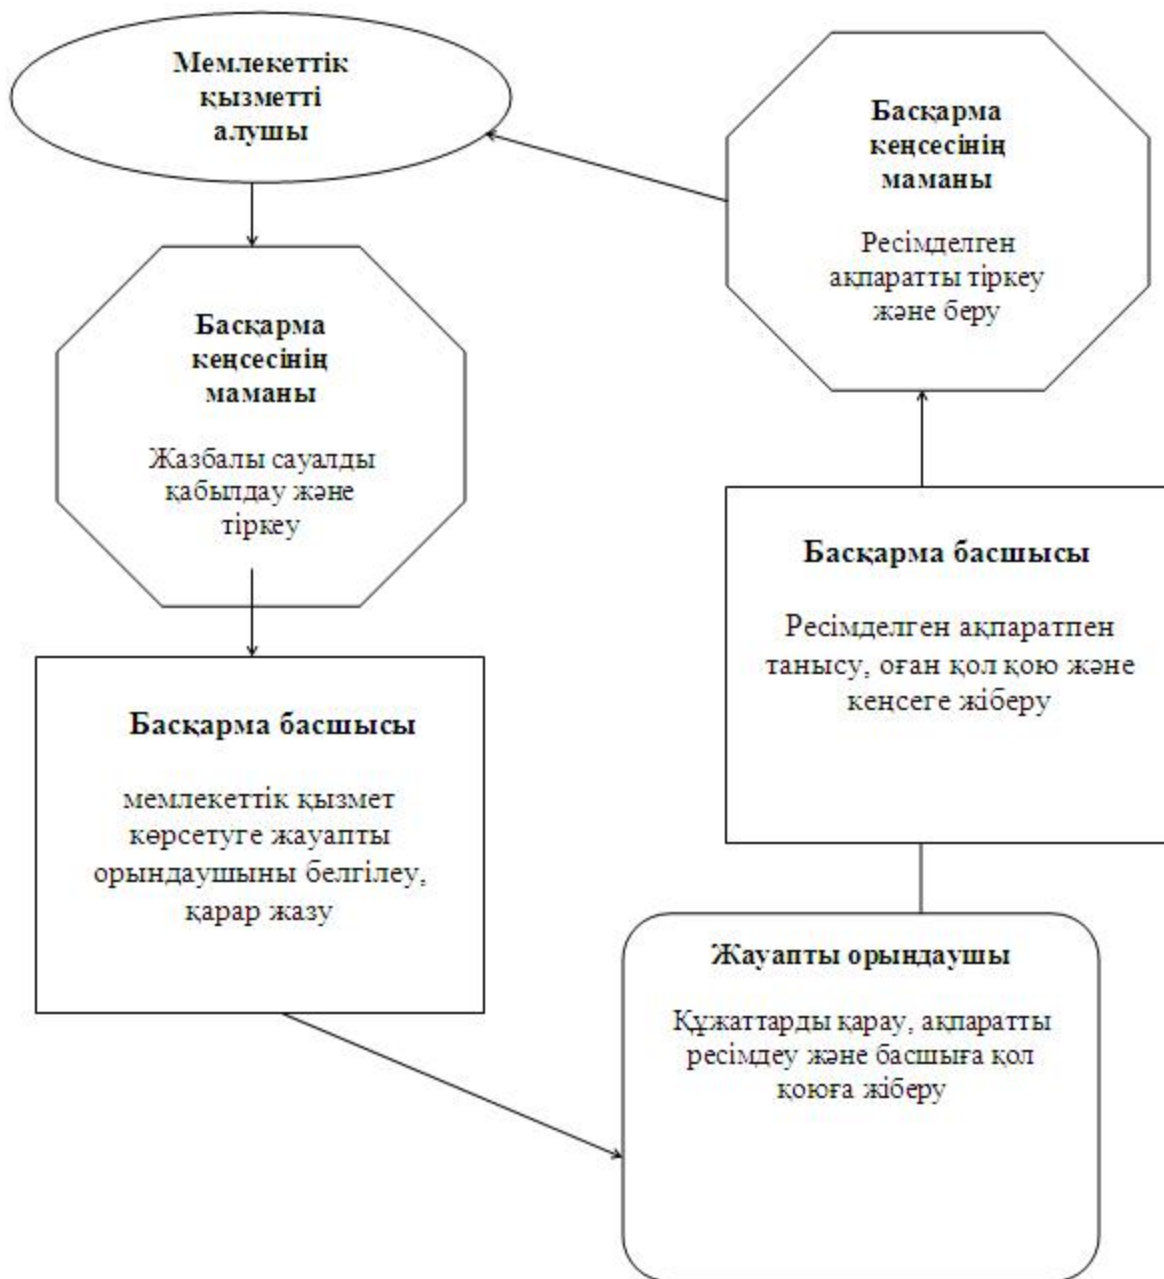 Мемлекеттік
қызметті
алушы
Басқарма
кеңсесінің
маманы
Жазбалы сауалды
қабылдау және
тіркеу
Басқарма басшысы
мемлекеттік қызмет
көрсетуге жауапты
орындаушыны белгілеу,
қарар жазу
Жауапты орындаушы
Құжаттарды қарау, ақпаратты
ресімдеу және басшыға қол
қоюға жіберу
Басқарма басшысы
Ресімделген ақпаратпен
танысу, оған қол қою және
кеңсеге жіберу
Басқарма
кеңсесінің
маманы
Ресімделген
ақпаратты тіркеу
және беру